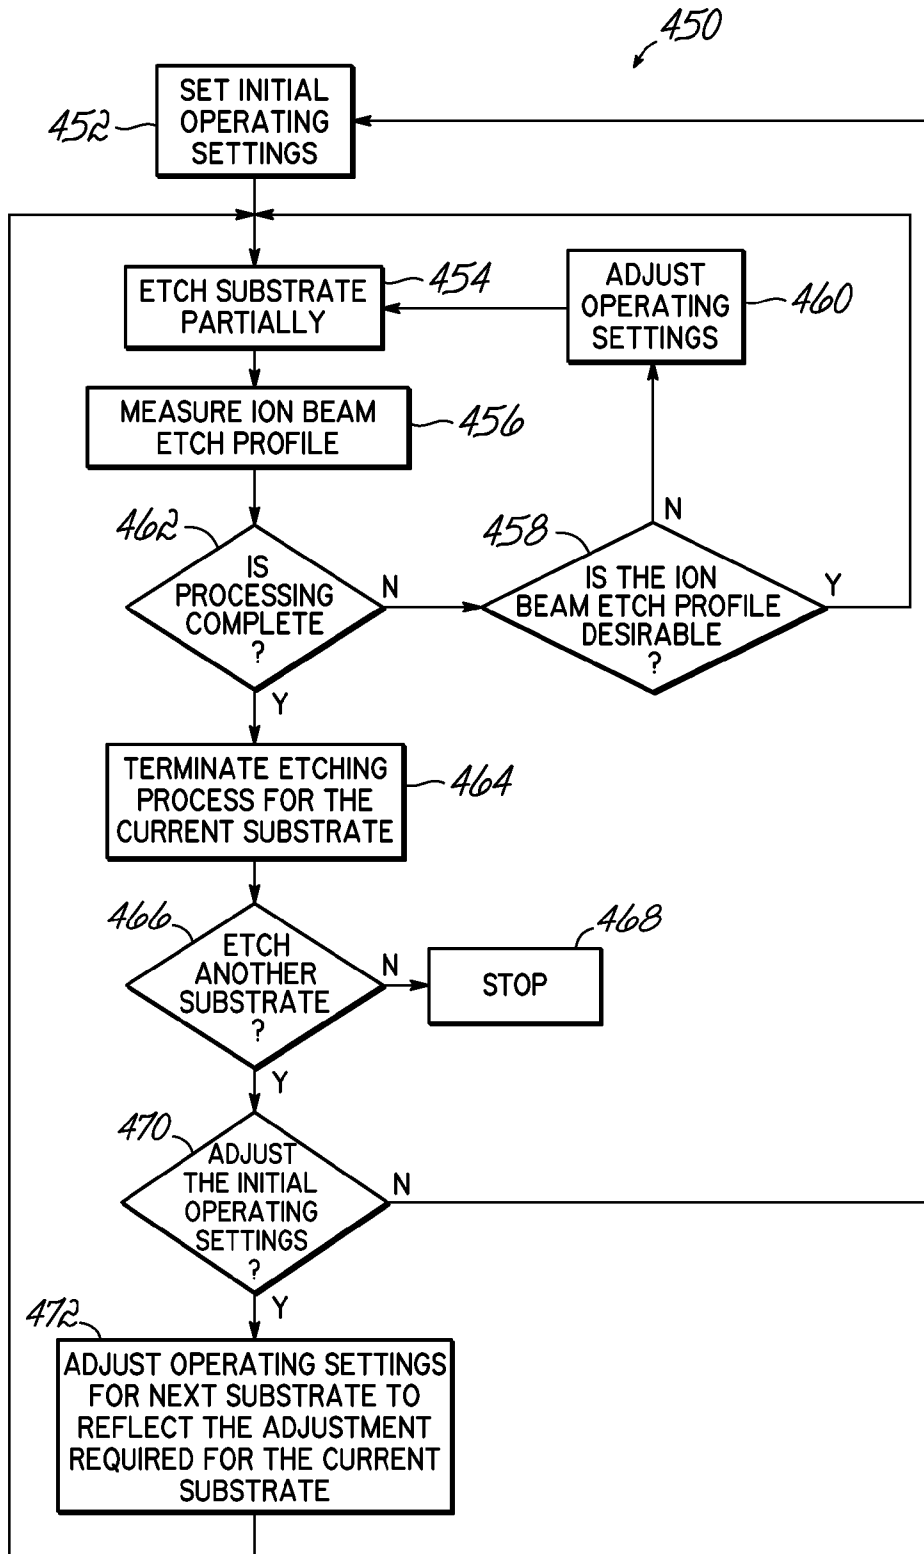 450
SET INITIAL
OPERATING
SETTINGS
452
ETCH SUBSTRATE
PARTIALLY
454
ADJUST
OPERATING
SETTINGS
460
MEASURE ION BEAM
ETCH PROFILE
456
462
IS
PROCESSING
COMPLETE
?
N
Y
458
N
IS THE ION
BEAM ETCH PROFILE
DESIRABLE
?
Y
TERMINATE ETCHING
PROCESS FOR THE
CURRENT SUBSTRATE
464
466
ETCH
ANOTHER
SUBSTRATE
?
N
Y
468
STOP
470
ADJUST
THE INITIAL
OPERATING
SETTINGS
?
N
Y
472
ADJUST OPERATING SETTINGS
FOR NEXT SUBSTRATE TO
REFLECT THE ADJUSTMENT
REQUIRED FOR THE CURRENT
SUBSTRATE